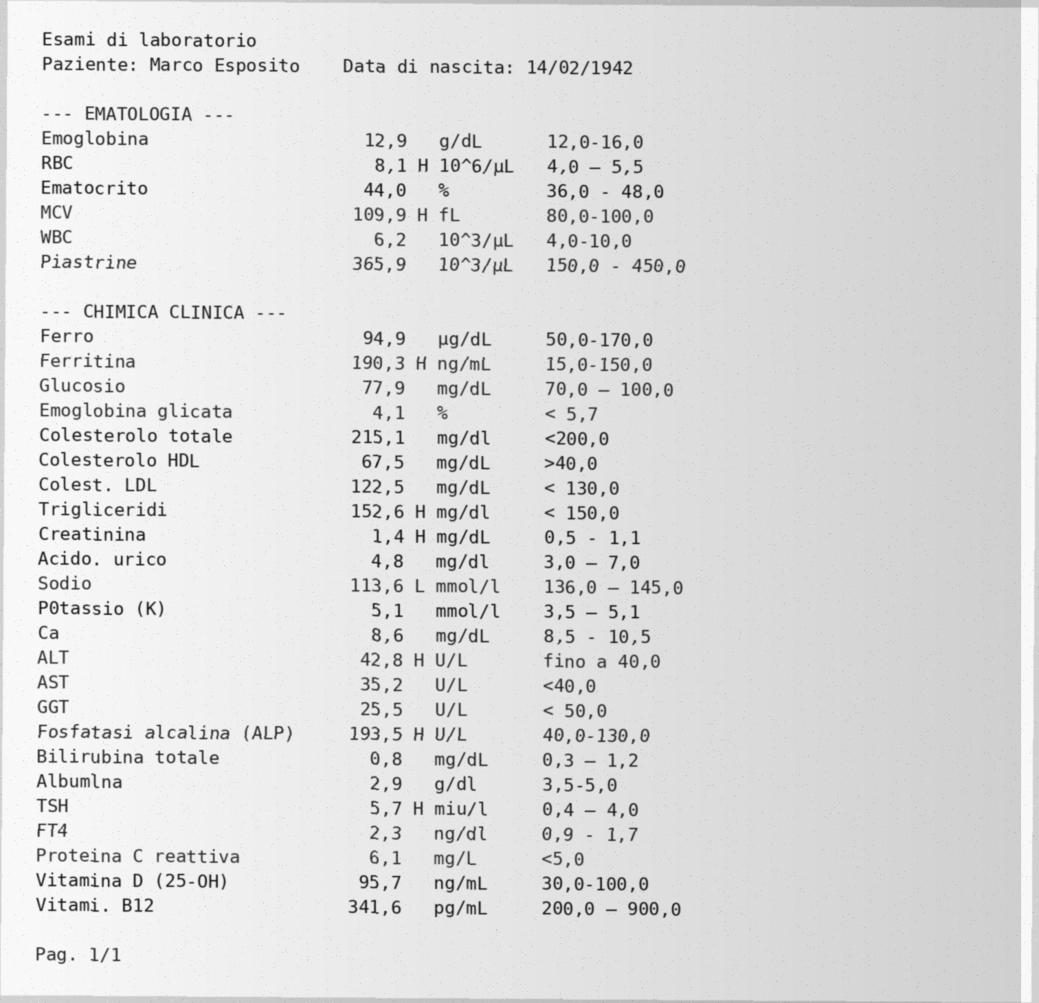 Esami di laboratorio
Paziente: Marco Esposito    Data di nascita: 14/02/1942
--- EMATOLOGIA ---
Emoglobina 12,9 g/dL 12,0-16,0
RBC 8,1 H 10^6/µL 4,0 – 5,5
Ematocrito 44,0 % 36,0 - 48,0
MCV 109,9 H fL 80,0-100,0
WBC 6,2 10^3/µL 4,0-10,0
Piastrine 365,9 10^3/µL 150,0 - 450,0
--- CHIMICA CLINICA ---
Ferro 94,9 µg/dL 50,0-170,0
Ferritina 190,3 H ng/mL 15,0-150,0
Glucosio 77,9 mg/dL 70,0 – 100,0
Emoglobina glicata 4,1 % < 5,7
Colesterolo totale 215,1 mg/dl <200,0
Colesterolo HDL 67,5 mg/dL >40,0
Colest. LDL 122,5 mg/dL < 130,0
Trigliceridi 152,6 H mg/dl < 150,0
Creatinina 1,4 H mg/dL 0,5 - 1,1
Acido. urico 4,8 mg/dl 3,0 – 7,0
Sodio 113,6 L mmol/l 136,0 – 145,0
P0tassio (K) 5,1 mmol/l 3,5 – 5,1
Ca 8,6 mg/dL 8,5 - 10,5
ALT 42,8 H U/L fino a 40,0
AST 35,2 U/L <40,0
GGT 25,5 U/L < 50,0
Fosfatasi alcalina (ALP) 193,5 H U/L 40,0-130,0
Bilirubina totale 0,8 mg/dL 0,3 – 1,2
Albumlna 2,9 g/dl 3,5-5,0
TSH 5,7 H miu/l 0,4 – 4,0
FT4 2,3 ng/dl 0,9 - 1,7
Proteina C reattiva 6,1 mg/L <5,0
Vitamina D (25-OH) 95,7 ng/mL 30,0-100,0
Vitami. B12 341,6 pg/mL 200,0 – 900,0
Pag. 1/1